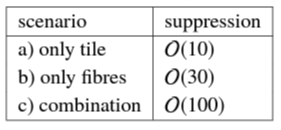 scenario suppression
a) only tile O(10)
b) only fibres O(30)
c) combination O(100)